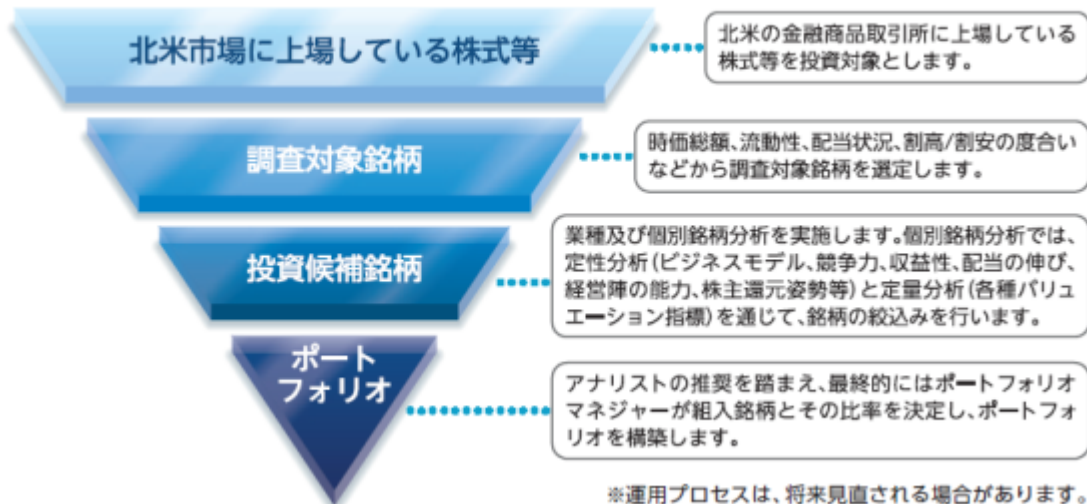 北米市場に上場している株式等
北米の金融商品取引所に上場している
株式等を投資対象とします。
調査対象銘柄
時価総額、流動性、配当状況、割高/割安の度合い
などから調査対象銘柄を選定します。
投資候補銘柄
業種及び個別銘柄分析を実施します。個別銘柄分析では、
定性分析(ビジネスモデル、競争力、収益性、配当の伸び、
経営陣の能力、株主還元姿勢等)と定量分析(各種バリュ
エーション指標)を通じて、銘柄の絞込みを行います。
ポート
フォリオ
アナリストの推奨を踏まえ、最終的にはポートフォリオ
マネジャーが組入銘柄とその比率を決定し、ポートフォ
リオを構築します。
※運用プロセスは、将来見直される場合があります。